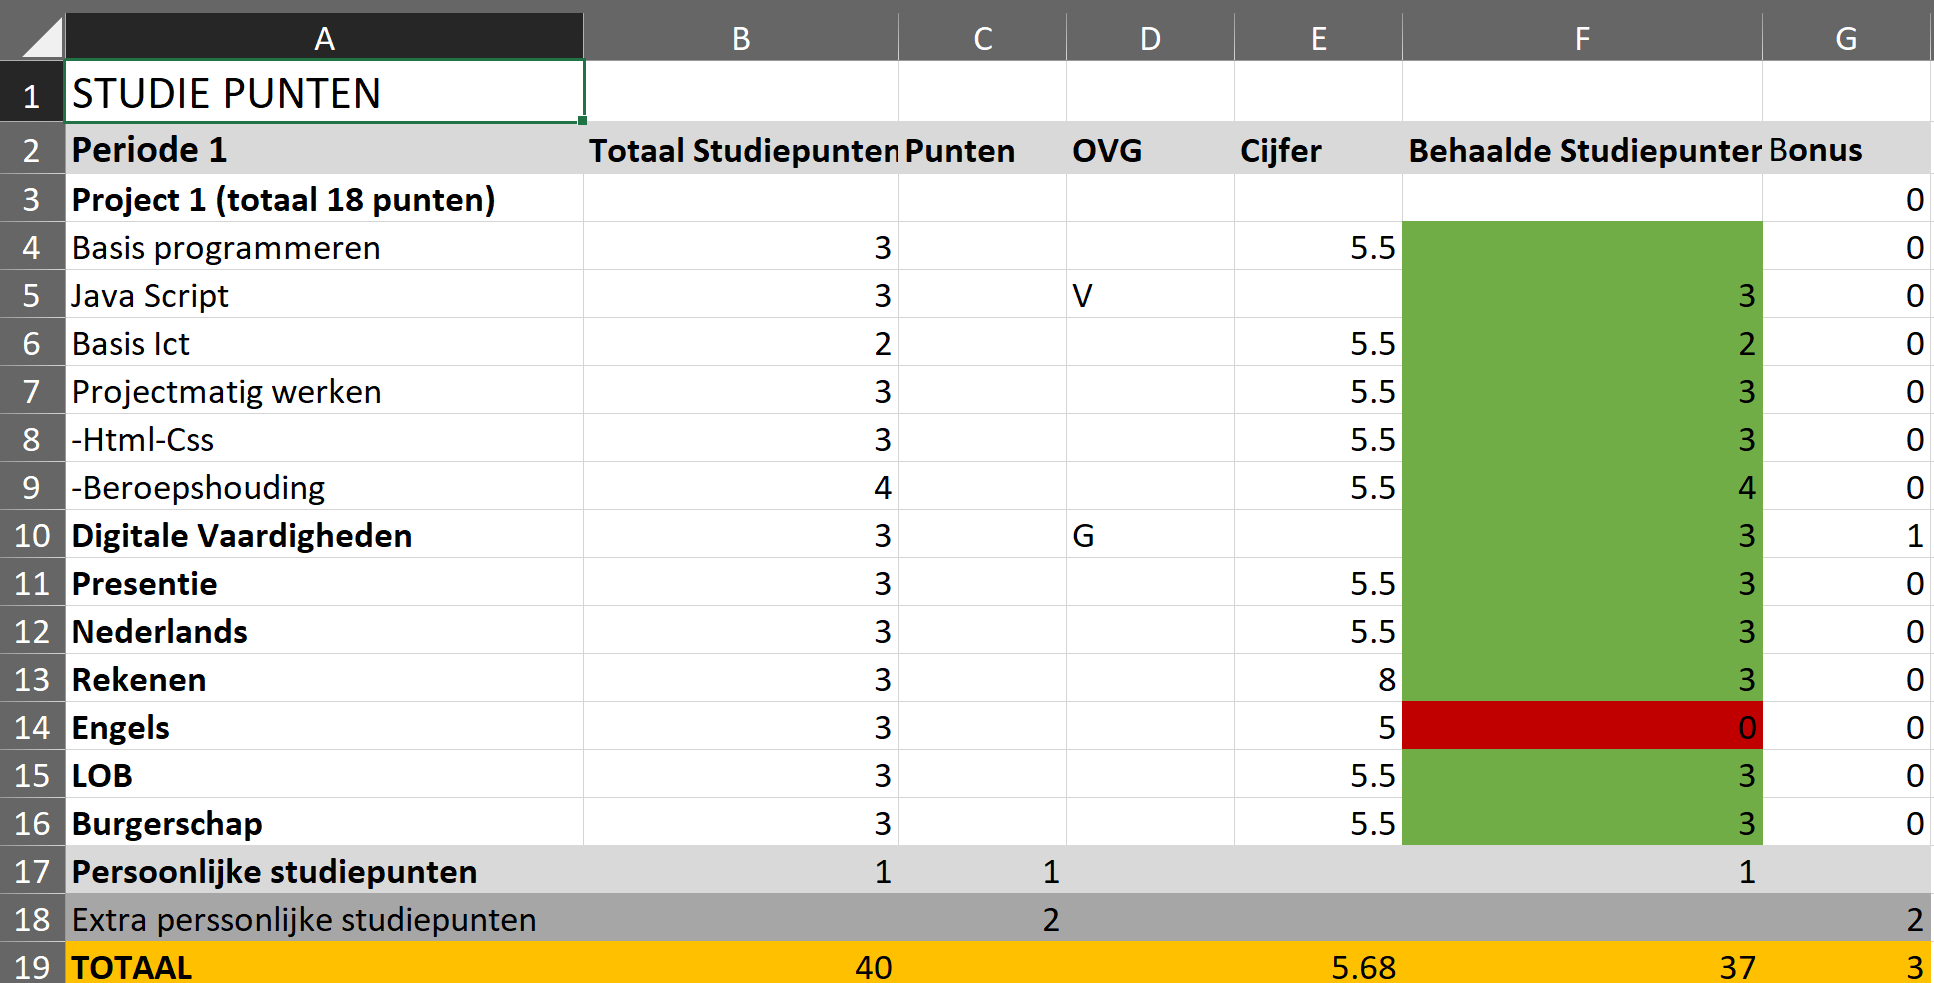 A B C D E F G
1 STUDIE PUNTEN
2 Periode 1 Totaal Studiepunten Punten OVG Cijfer Behaalde Studiepunten Bonus
3 Project 1 (totaal 18 punten) 0
4 Basis programmeren 3 5.5 0
5 Java Script 3 V 3 0
6 Basis Ict 2 5.5 2 0
7 Projectmatig werken 3 5.5 3 0
8 -Html-Css 3 5.5 3 0
9 -Beroepshouding 4 5.5 4 0
10 Digitale Vaardigheden 3 G 3 1
11 Presentie 3 5.5 3 0
12 Nederlands 3 5.5 3 0
13 Rekenen 3 8 3 0
14 Engels 3 5 0 0
15 LOB 3 5.5 3 0
16 Burgerschap 3 5.5 3 0
17 Persoonlijke studiepunten 1 1 1
18 Extra perssonlijke studiepunten 2 2
19 TOTAAL 40 5.68 37 3